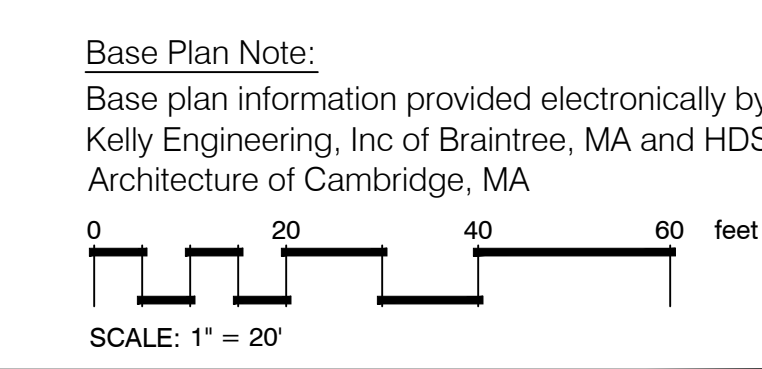 Base Plan Note:
Base plan information provided electronically by
Kelly Engineering, Inc of Braintree, MA and HDS
Architecture of Cambridge, MA
0 20 40 60 feet
SCALE: 1" = 20'